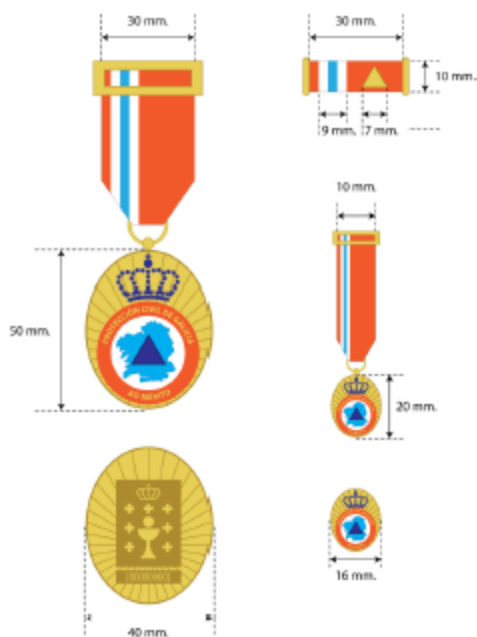 30 mm.
30 mm.
10 mm.
9 mm.
7 mm.
10 mm.
50 mm.
PROTECCIÓN CIVIL DE GALICIA
AO MÉRITO
20 mm.
16 mm.
40 mm.